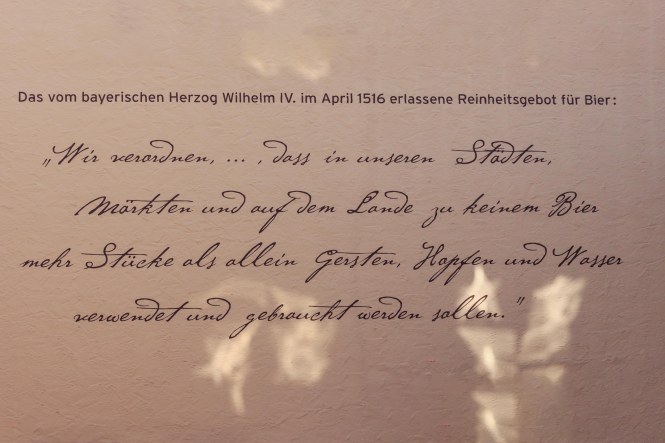 Das vom bayerischen Herzog Wilhelm IV. im April 1516 erlassene Reinheitsgebot für Bier:
„Wir verordnen, ... , dass in unseren Städten,
Märkten und auf dem Lande zu keinem Bier
mehr Stücke als allein Gersten, Hopfen und Wasser
verwendet und gebraucht werden sollen."